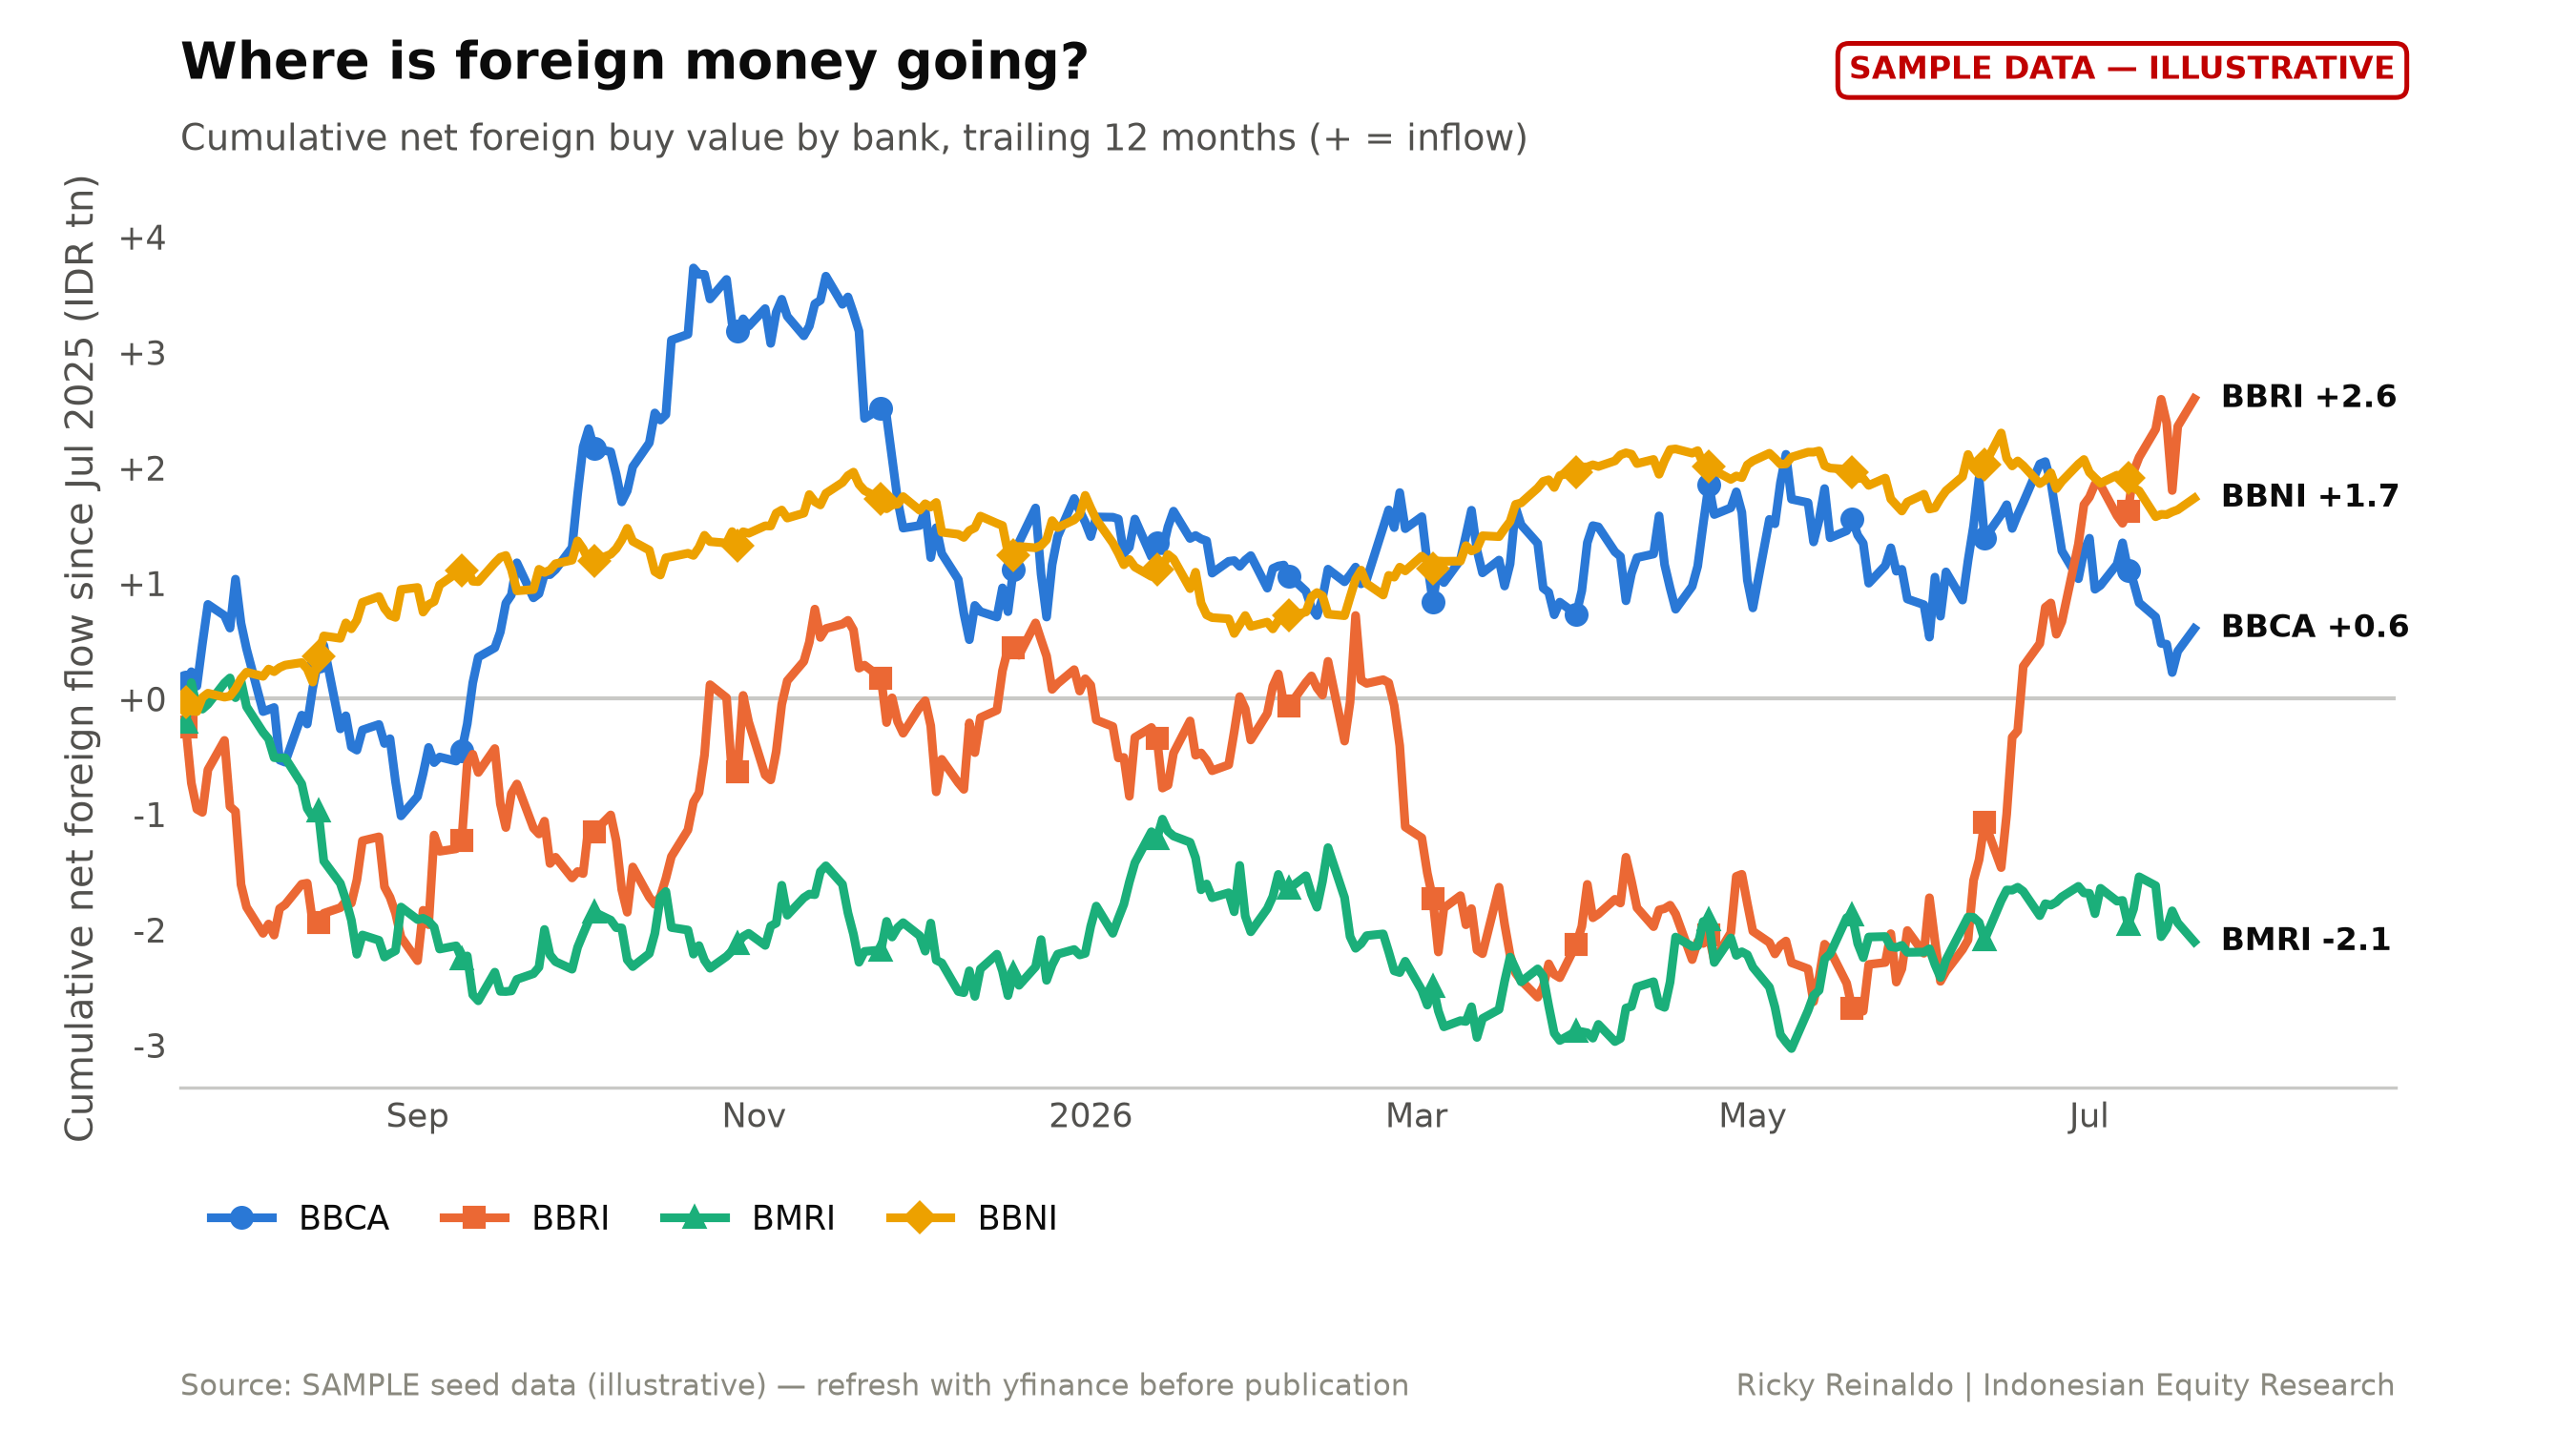 Where is foreign money going?
SAMPLE DATA — ILLUSTRATIVE
Cumulative net foreign buy value by bank, trailing 12 months (+ = inflow)
Cumulative net foreign flow since Jul 2025 (IDR tn)
+4
+3
+2
+1
+0
-1
-2
-3
BBRI +2.6
BBNI +1.7
BBCA +0.6
BMRI -2.1
Sep Nov 2026 Mar May Jul
BBCA BBRI BMRI BBNI
Source: SAMPLE seed data (illustrative) — refresh with yfinance before publication
Ricky Reinaldo | Indonesian Equity Research